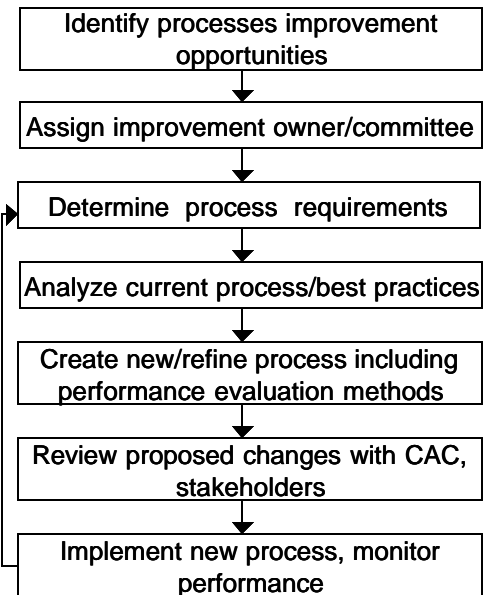 Identify processes improvement
opportunities
Assign improvement owner/committee
Determine process requirements
Analyze current process/best practices
Create new/refine process including
performance evaluation methods
Review proposed changes with CAC,
stakeholders
Implement new process, monitor
performance